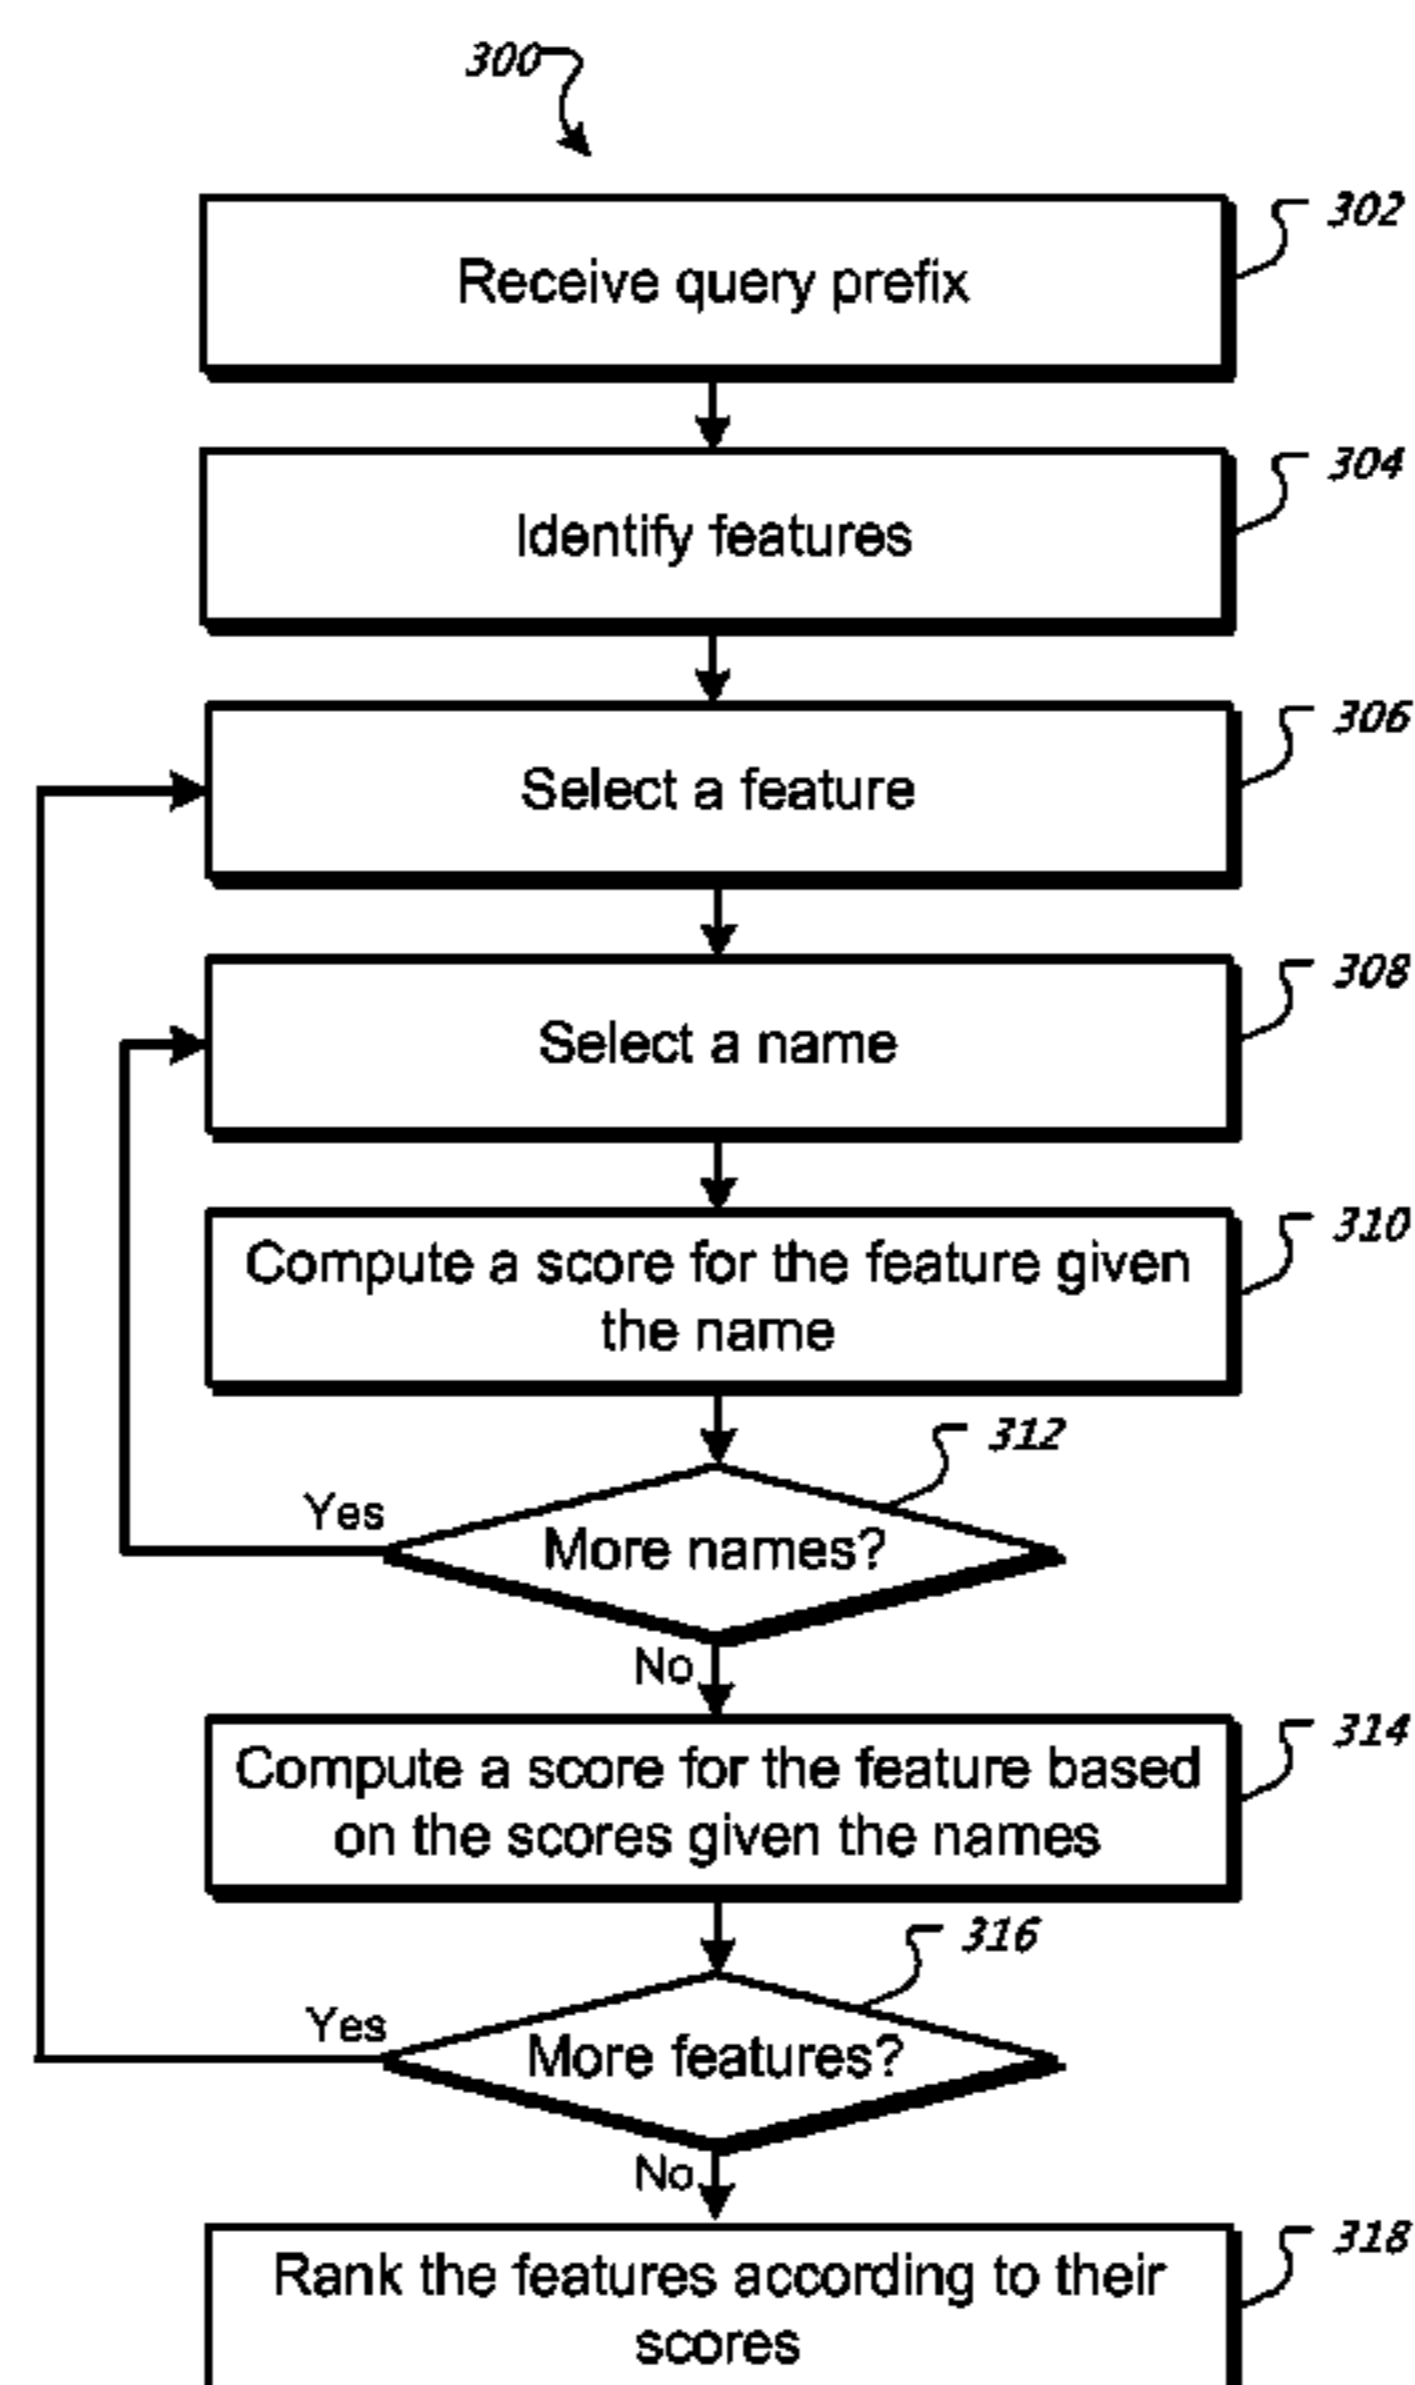 300
302
Receive query prefix
304
Identify features
306
Select a feature
308
Select a name
310
Compute a score for the feature given
the name
312
Yes
More names?
No
314
Compute a score for the feature based
on the scores given the names
316
Yes
More features?
No
318
Rank the features according to their
scores